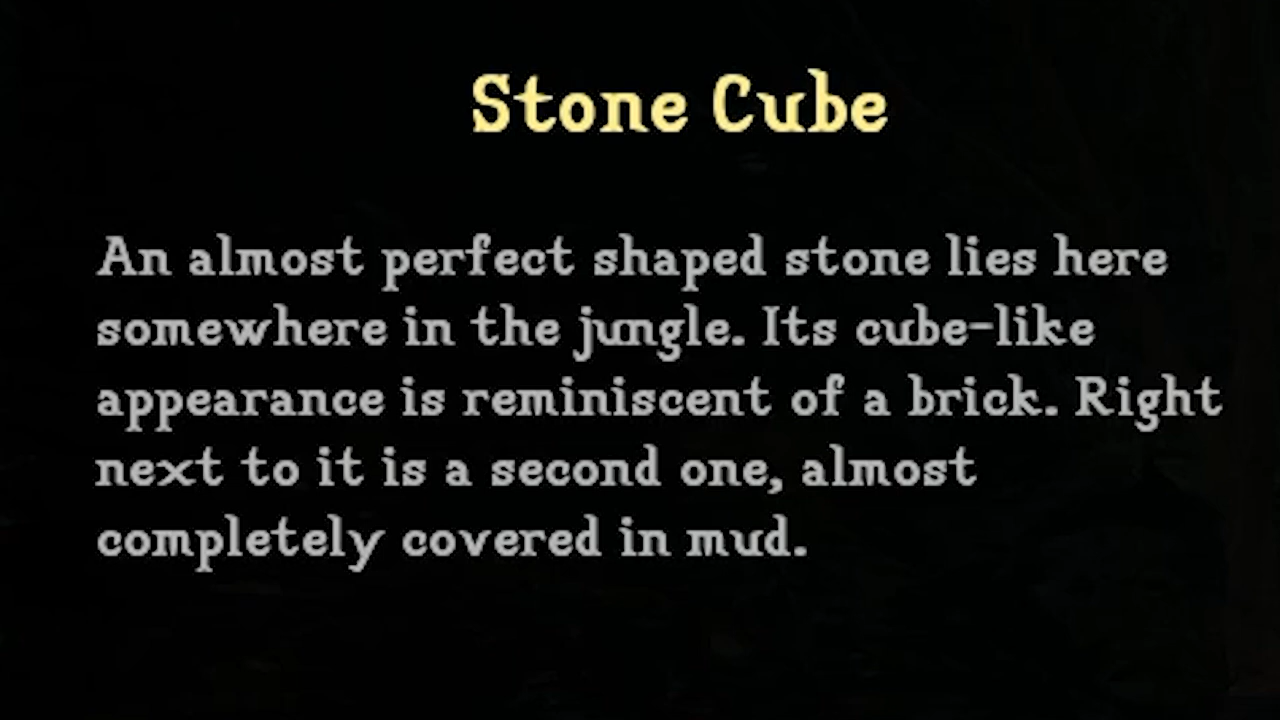 Stone Cube
An almost perfect shaped stone lies here
somewhere in the jungle. Its cube-like
appearance is reminiscent of a brick. Right
next to it is a second one, almost
completely covered in mud.